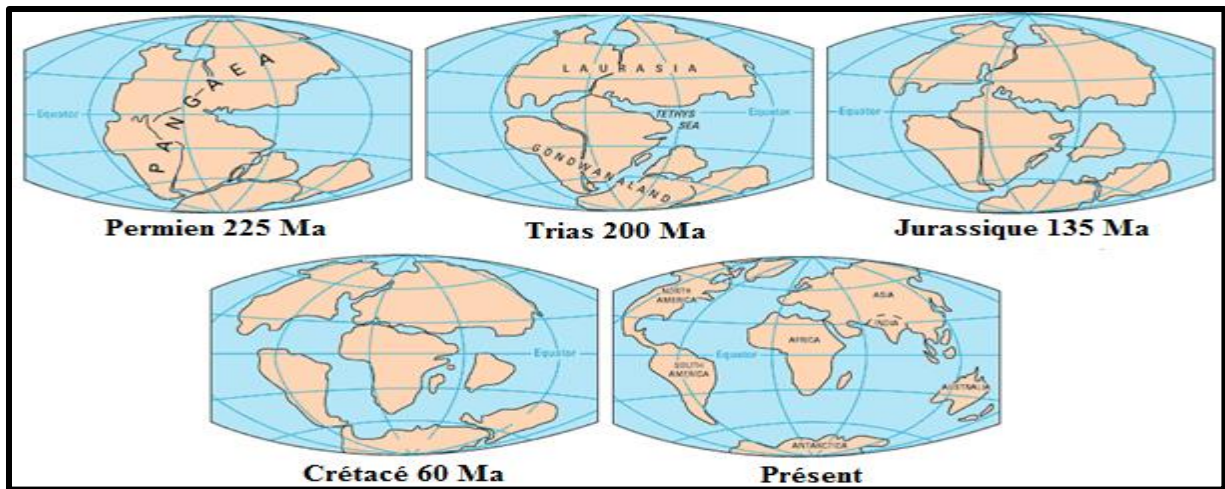 PANGAEA
Equator
Permien 225 Ma
LAURASIA
TETHYS
SEA
Equator
GONDWANALAND
Trias 200 Ma
Equator
Jurassique 135 Ma
Equator
Crétacé 60 Ma
NORTH
AMERICA
ASIA
INDIA
AFRICA
Equator
SOUTH
AMERICA
AUSTRALIA
ANTARCTICA
Présent